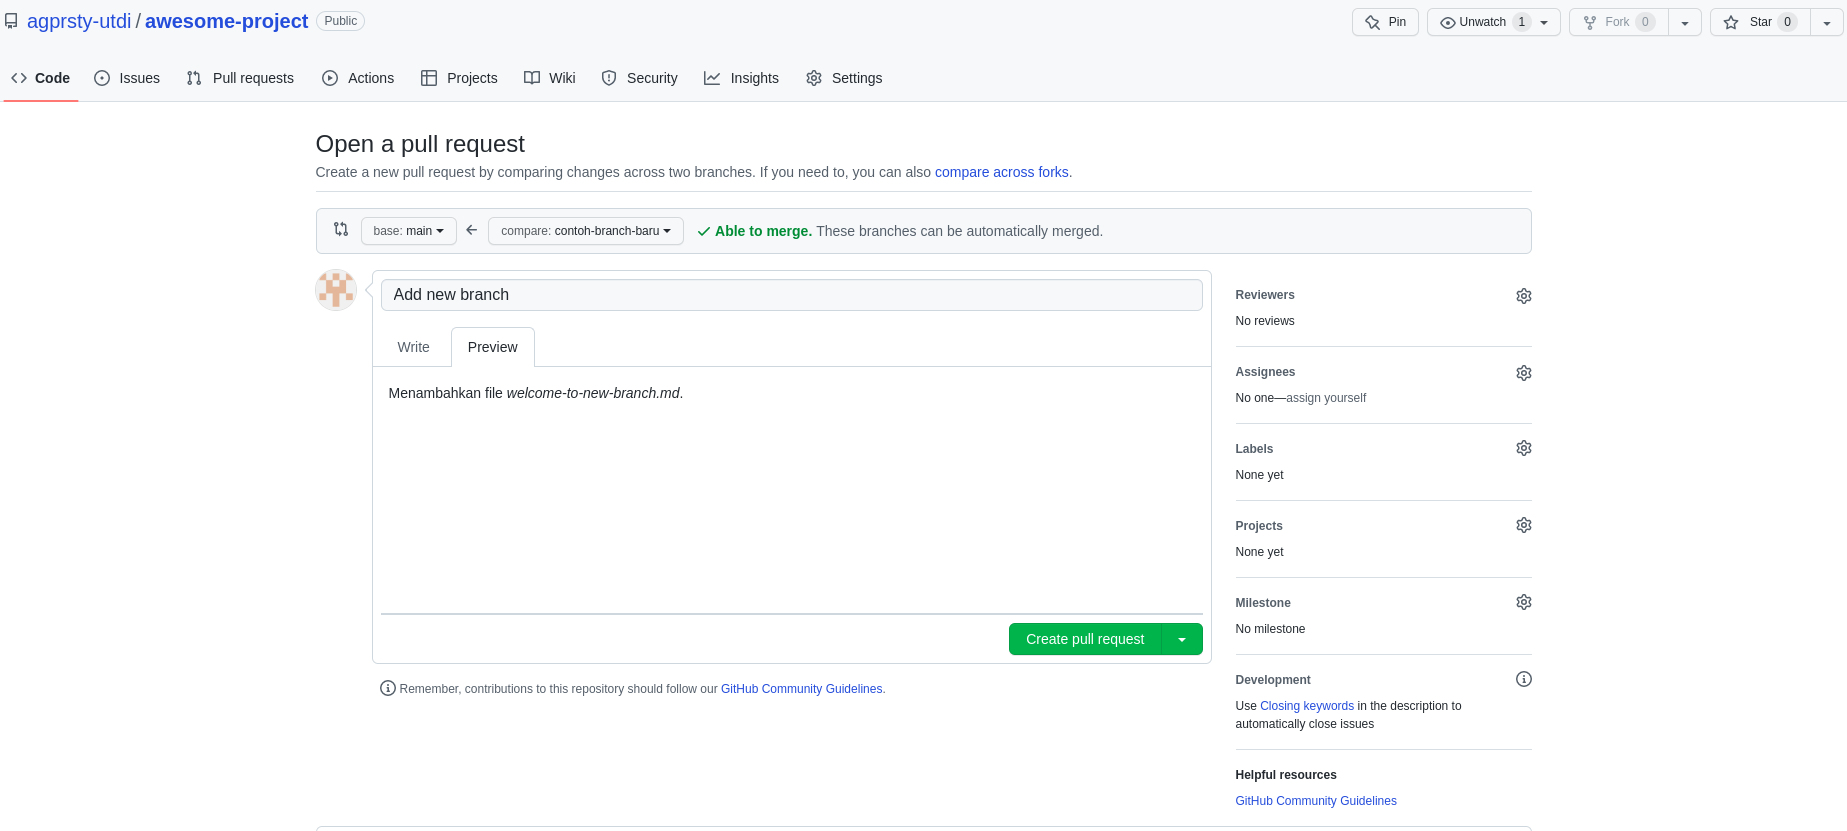 agprsty-utdi / awesome-project Public
Pin Unwatch 1 Fork 0 Star 0
Code Issues Pull requests Actions Projects Wiki Security Insights Settings
Open a pull request
Create a new pull request by comparing changes across two branches. If you need to, you can also compare across forks.
base: main compare: contoh-branch-baru Able to merge. These branches can be automatically merged.
Add new branch
Write Preview
Menambahkan file welcome-to-new-branch.md.
Create pull request
Remember, contributions to this repository should follow our GitHub Community Guidelines.
Reviewers
No reviews
Assignees
No one—assign yourself
Labels
None yet
Projects
None yet
Milestone
No milestone
Development
Use Closing keywords in the description to
automatically close issues
Helpful resources
GitHub Community Guidelines